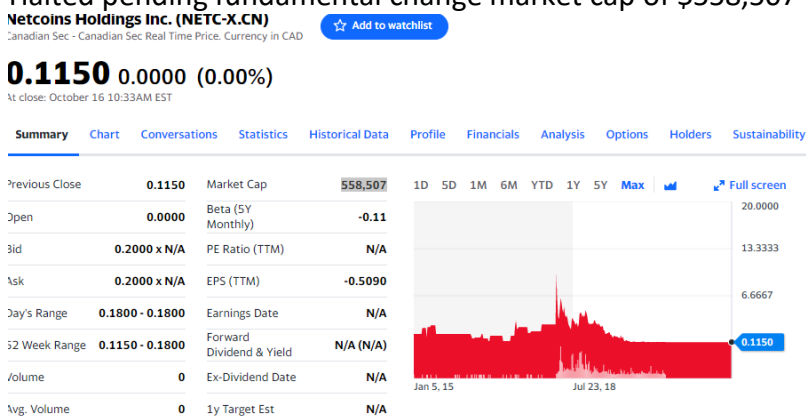 Halted pending fundamental change market cap of $558,507
Netcoins Holdings Inc. (NETC-X.CN)
Canadian Sec - Canadian Sec Real Time Price. Currency in CAD
Add to watchlist
0.1150 0.0000 (0.00%)
At close: October 16 10:33AM EST
Summary Chart Conversations Statistics Historical Data Profile Financials Analysis Options Holders Sustainability
Previous Close 0.1150
Open 0.0000
Bid 0.2000 x N/A
Ask 0.2000 x N/A
Day's Range 0.1800 - 0.1800
52 Week Range 0.1150 - 0.1800
Volume 0
Avg. Volume 0
Market Cap 558,507
Beta (5Y
Monthly) -0.11
PE Ratio (TTM) N/A
EPS (TTM) -0.5090
Earnings Date N/A
Forward
Dividend & Yield N/A (N/A)
Ex-Dividend Date N/A
1y Target Est N/A
1D 5D 1M 6M YTD 1Y 5Y Max Full screen
20.0000
13.3333
6.6667
0.1150
Jan 5, 15 Jul 23, 18